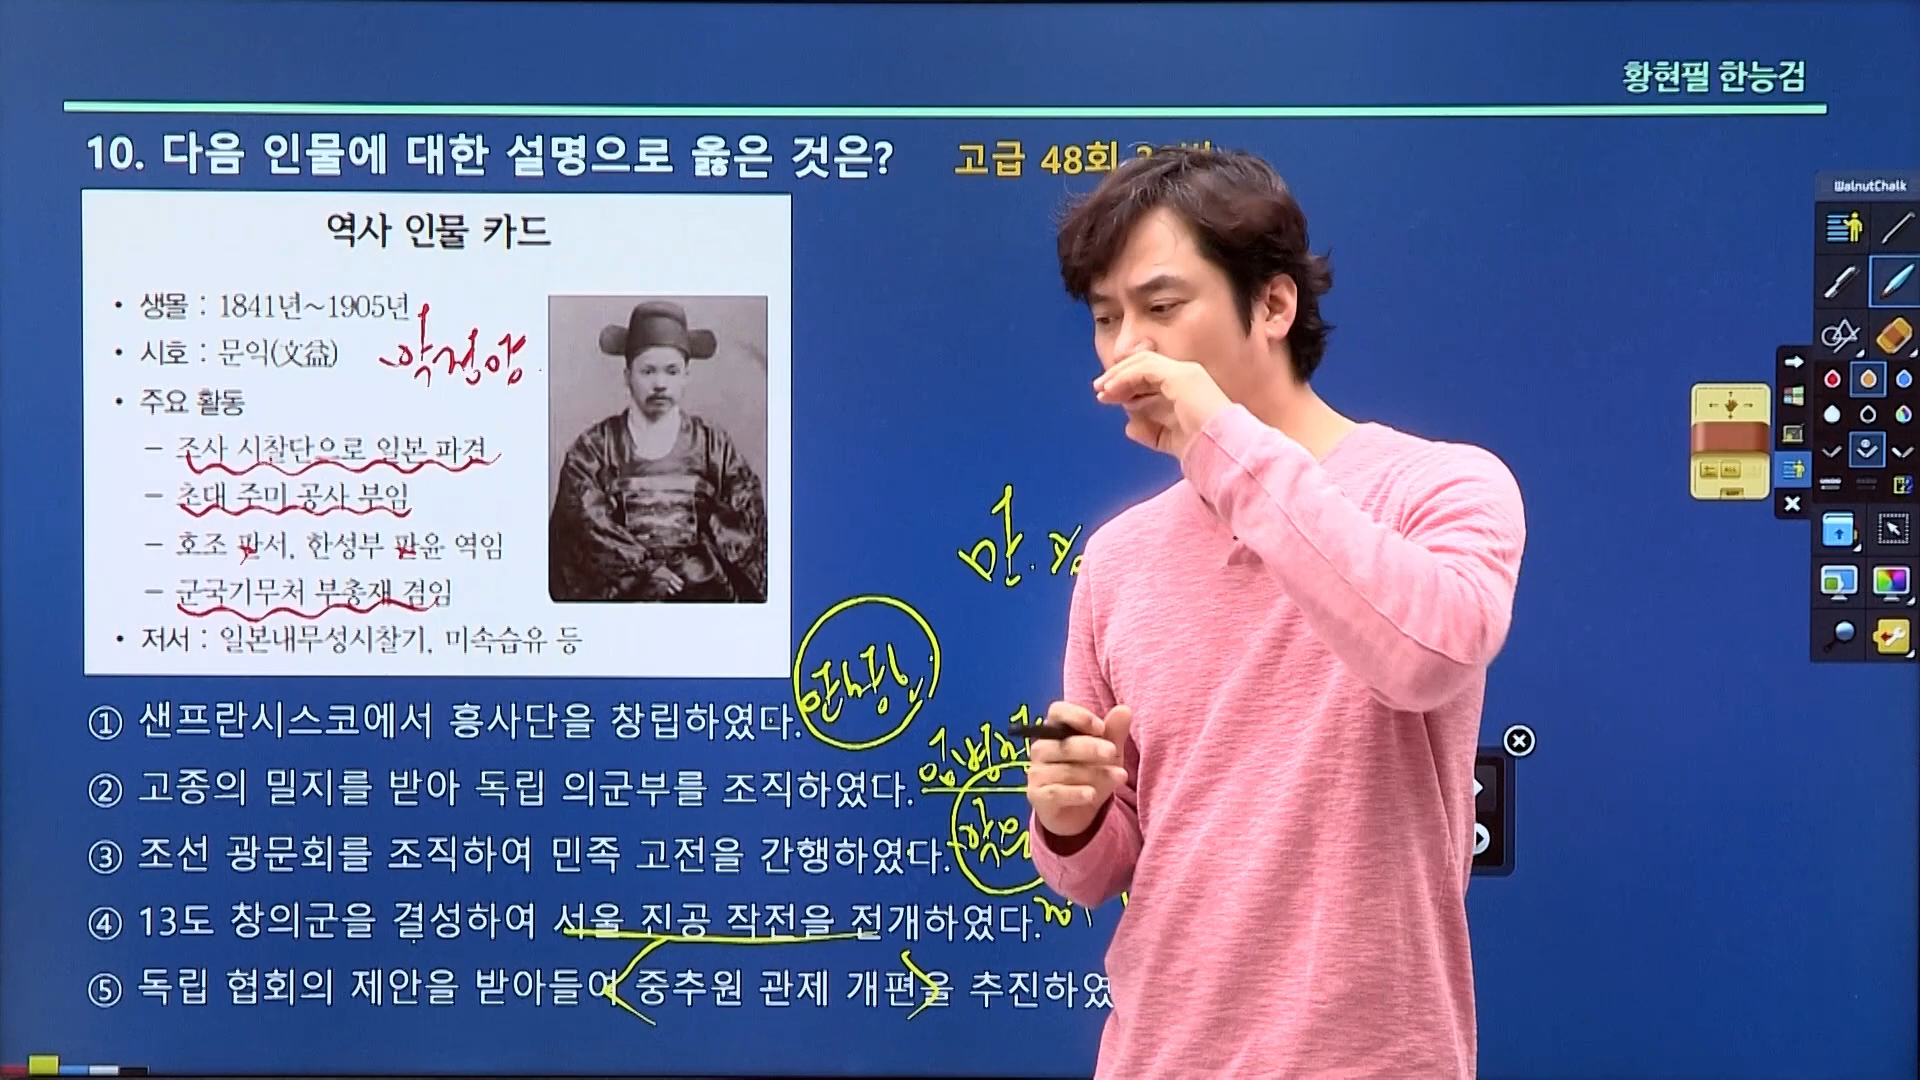 황현필 한능검
10. 다음 인물에 대한 설명으로 옳은 것은?
고급 48회
WalnutChalk
역사 인물 카드
• 생몰 : 1841년~1905년
• 시호 : 문익(文益)
박정양
• 주요 활동
– 조사 시찰단으로 일본 파견
– 초대 주미 공사 부임
– 호조 판서, 한성부 판윤 역임
– 군국기무처 부총재 겸임
• 저서 : 일본내무성시찰기, 미속습유 등
만.
안창호
① 샌프란시스코에서 흥사단을 창립하였다.
임병찬
② 고종의 밀지를 받아 독립 의군부를 조직하였다.
③ 조선 광문회를 조직하여 민족 고전을 간행하였다.
④ 13도 창의군을 결성하여 서울 진공 작전을 전개하였다.
⑤ 독립 협회의 제안을 받아들여 중추원 관제 개편을 추진하였